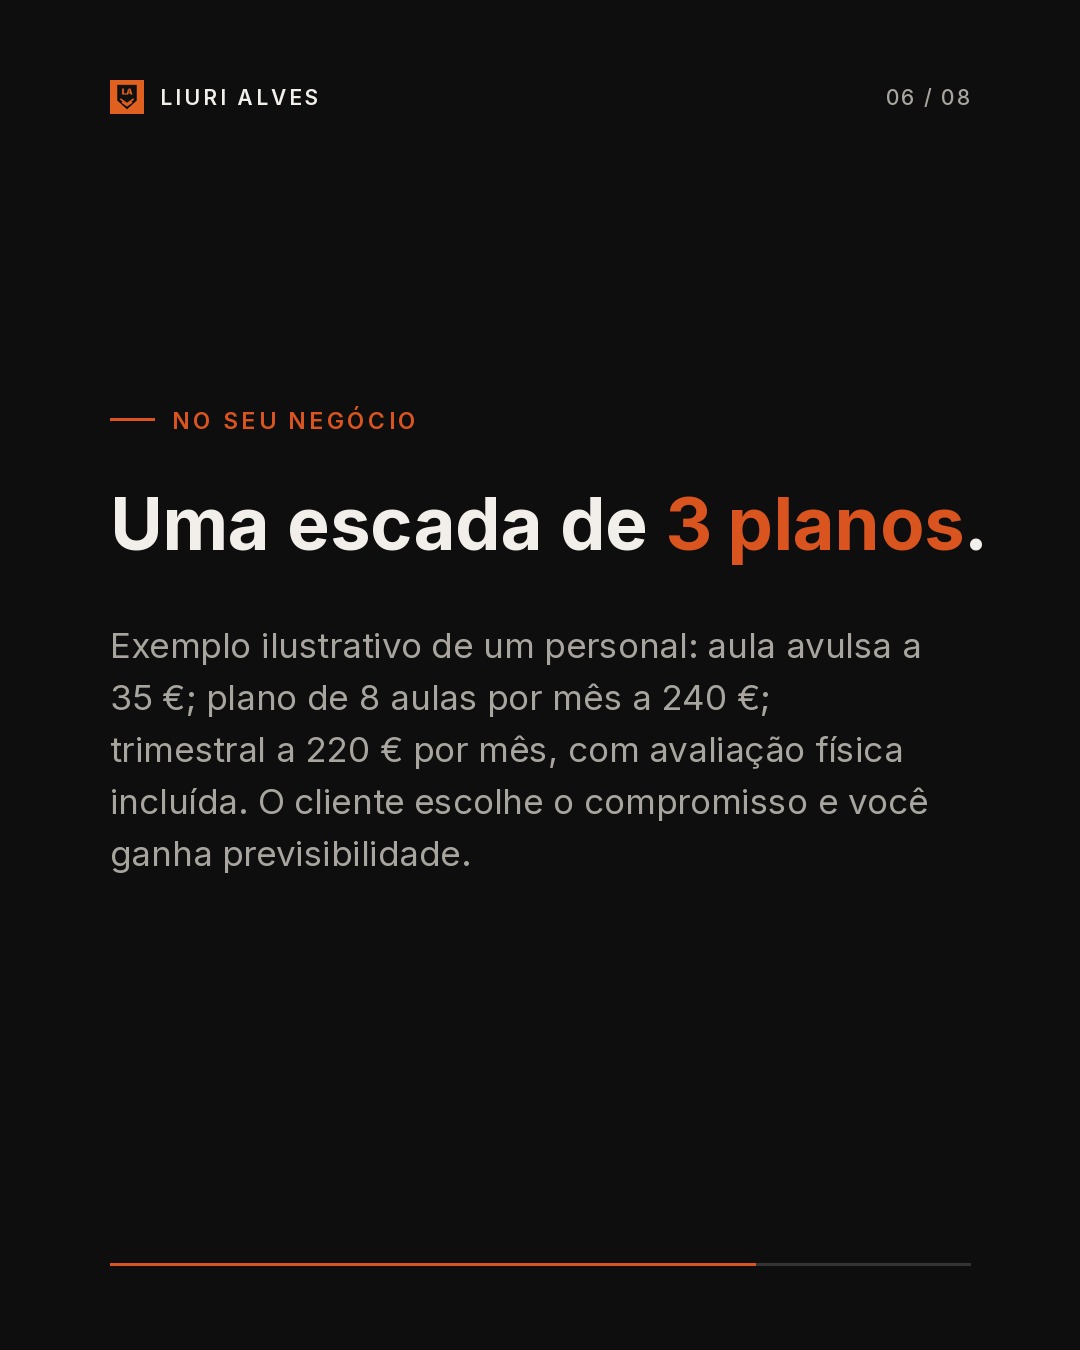 LA
LIURI ALVES
06 / 08
NO SEU NEGÓCIO
Uma escada de 3 planos.
Exemplo ilustrativo de um personal: aula avulsa a
35 €; plano de 8 aulas por mês a 240 €;
trimestral a 220 € por mês, com avaliação física
incluída. O cliente escolhe o compromisso e você
ganha previsibilidade.